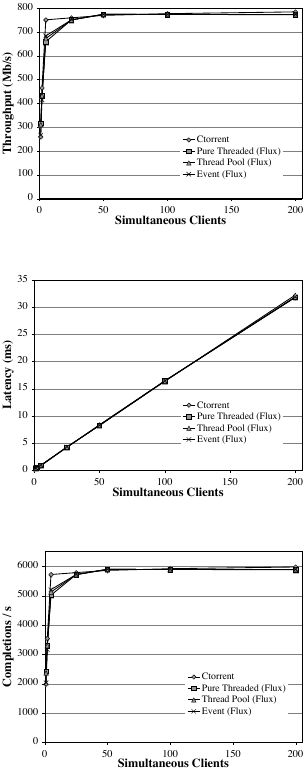 800
700
600
500
400
300
200
100
0
Throughput (Mb/s)
Ctorrent
Pure Threaded (Flux)
Thread Pool (Flux)
Event (Flux)
0 50 100 150 200
Simultaneous Clients
35
30
25
20
15
10
5
0
Latency (ms)
Ctorrent
Pure Threaded (Flux)
Thread Pool (Flux)
Event (Flux)
0 50 100 150 200
Simultaneous Clients
6000
5000
4000
3000
2000
1000
0
Completions / s
Ctorrent
Pure Threaded (Flux)
Thread Pool (Flux)
Event (Flux)
0 50 100 150 200
Simultaneous Clients